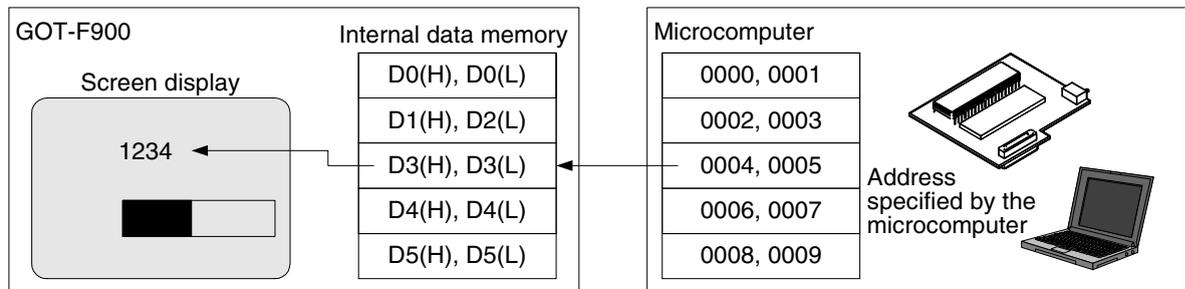 GOT-F900
Internal data memory
Screen display
1234
D0(H), D0(L)
D1(H), D2(L)
D3(H), D3(L)
D4(H), D4(L)
D5(H), D5(L)
Microcomputer
0000, 0001
0002, 0003
0004, 0005
0006, 0007
0008, 0009
Address
specified by the
microcomputer